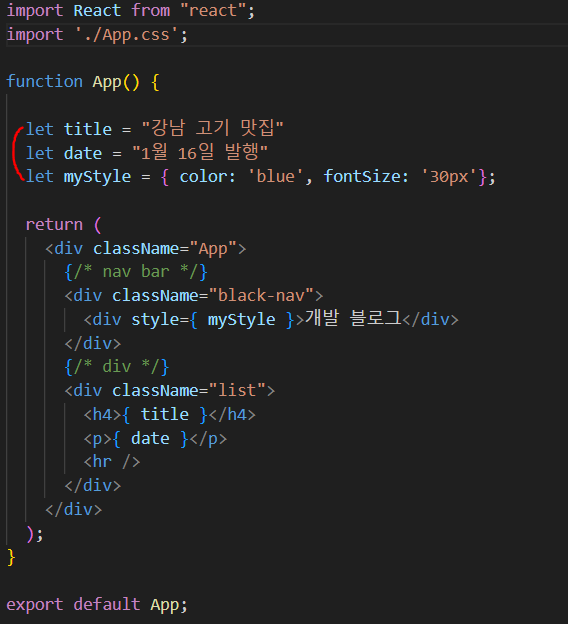 import React from "react";
import './App.css';
function App() {
let title = "강남 고기 맛집"
let date = "1월 16일 발행"
let myStyle = { color: 'blue', fontSize: '30px'};
return (
<div className="App">
{/* nav bar */}
<div className="black-nav">
<div style={ myStyle }>개발 블로그</div>
</div>
{/* div */}
<div className="list">
<h4>{ title }</h4>
<p>{ date }</p>
<hr />
</div>
</div>
);
}
export default App;